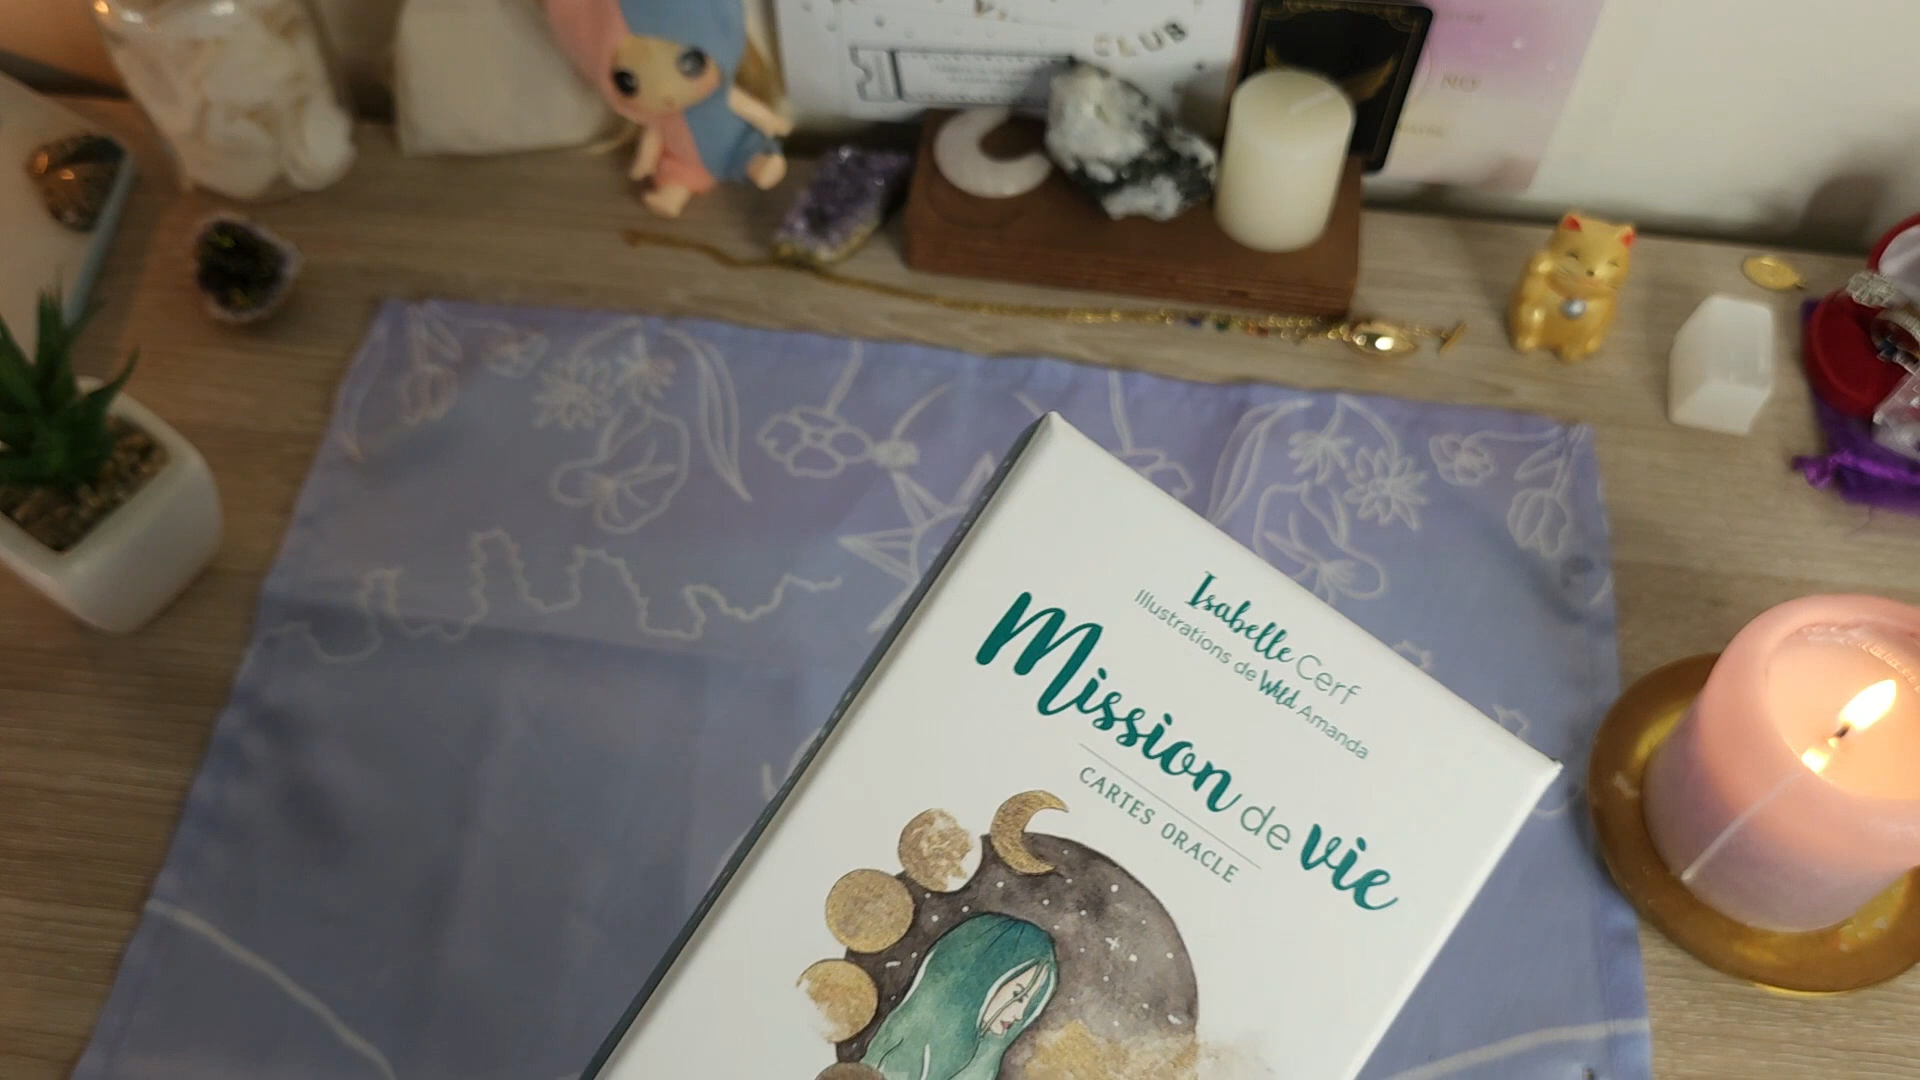 CLUB
Isabelle Cerf
Illustrations de Wild Amanda
Mission de vie
CARTES ORACLE